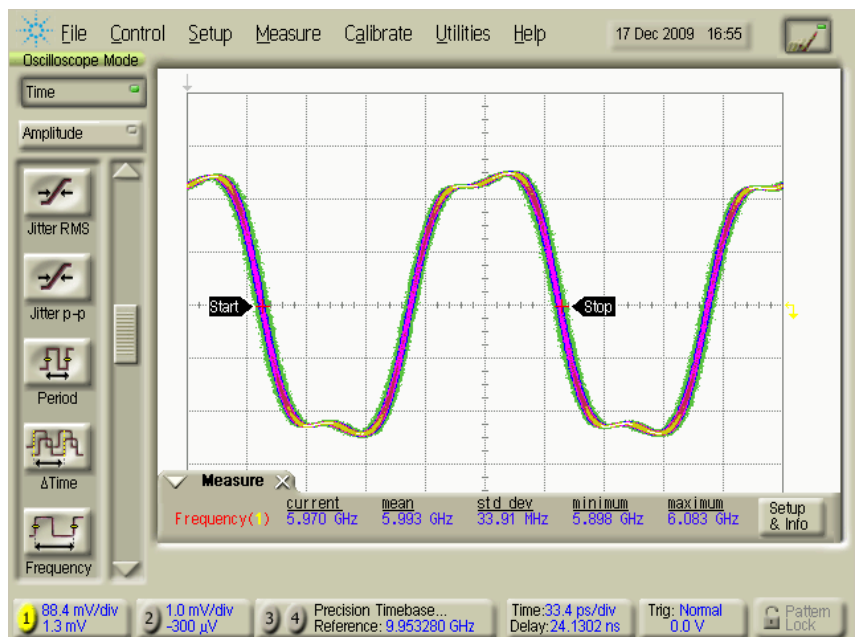 File Control Setup Measure Calibrate Utilities Help 17 Dec 2009 16:55
Oscilloscope Mode
Time
Amplitude
Jitter RMS
Jitter p-p
Period
ΔTime
Frequency
Start
Stop
Measure
current mean std dev minimum maximum
Frequency(1) 5.970 GHz 5.993 GHz 33.91 MHz 5.898 GHz 6.083 GHz
Setup
& Info
1 88.4 mV/div
1.3 mV
2 1.0 mV/div
-300 µV
3 4 Precision Timebase...
Reference: 9.953280 GHz
Time:33.4 ps/div
Delay:24.1302 ns
Trig: Normal
0.0 V
Pattern
Lock